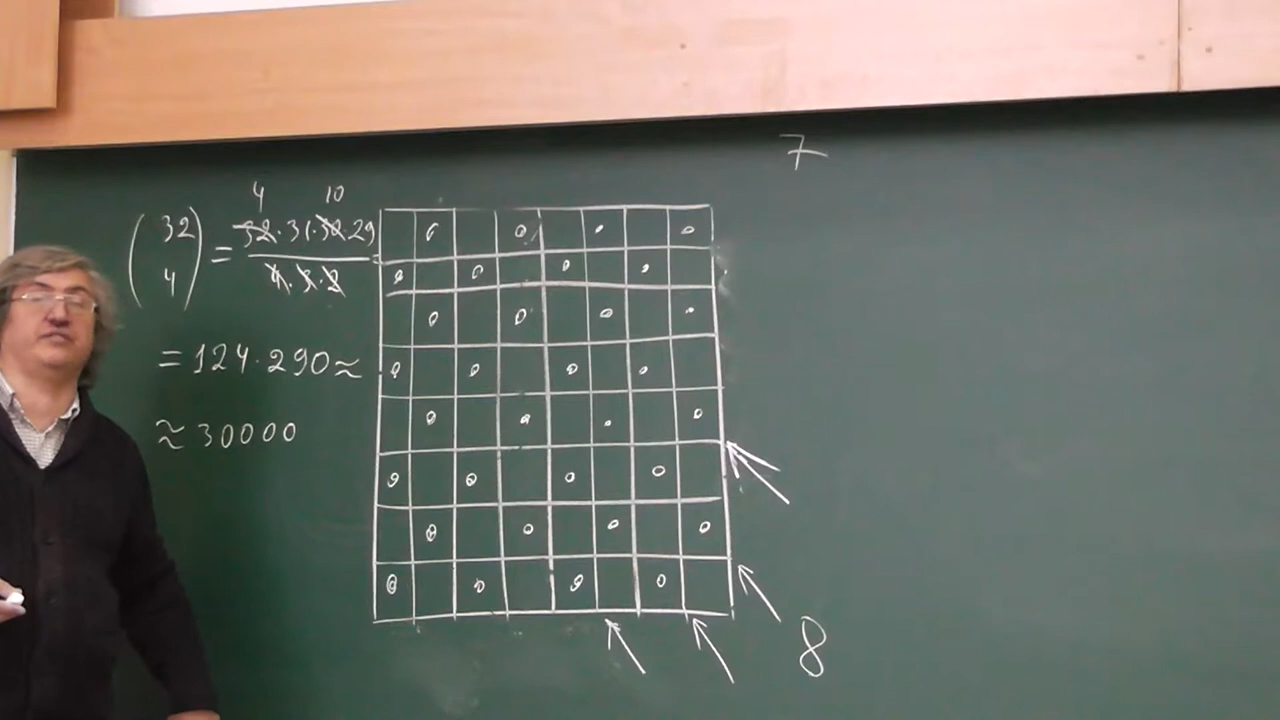 7
4 10
(32 4) = 32·31·30·29 / 4·3·2 =
= 124·290 ≈
≈ 30000
8